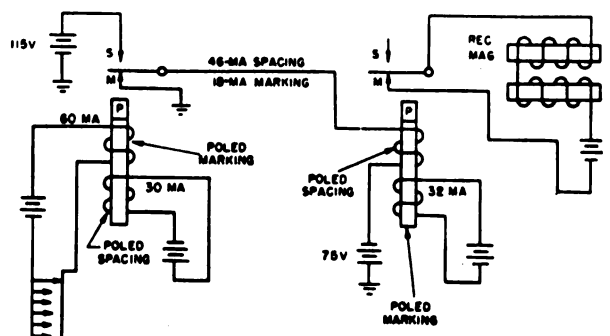 115V
S
M
46-MA SPACING
18-MA MARKING
S
M
REC
MAG
60 MA
P
POLED
MARKING
30 MA
POLED
SPACING
P
POLED
SPACING
32 MA
75V
POLED
MARKING